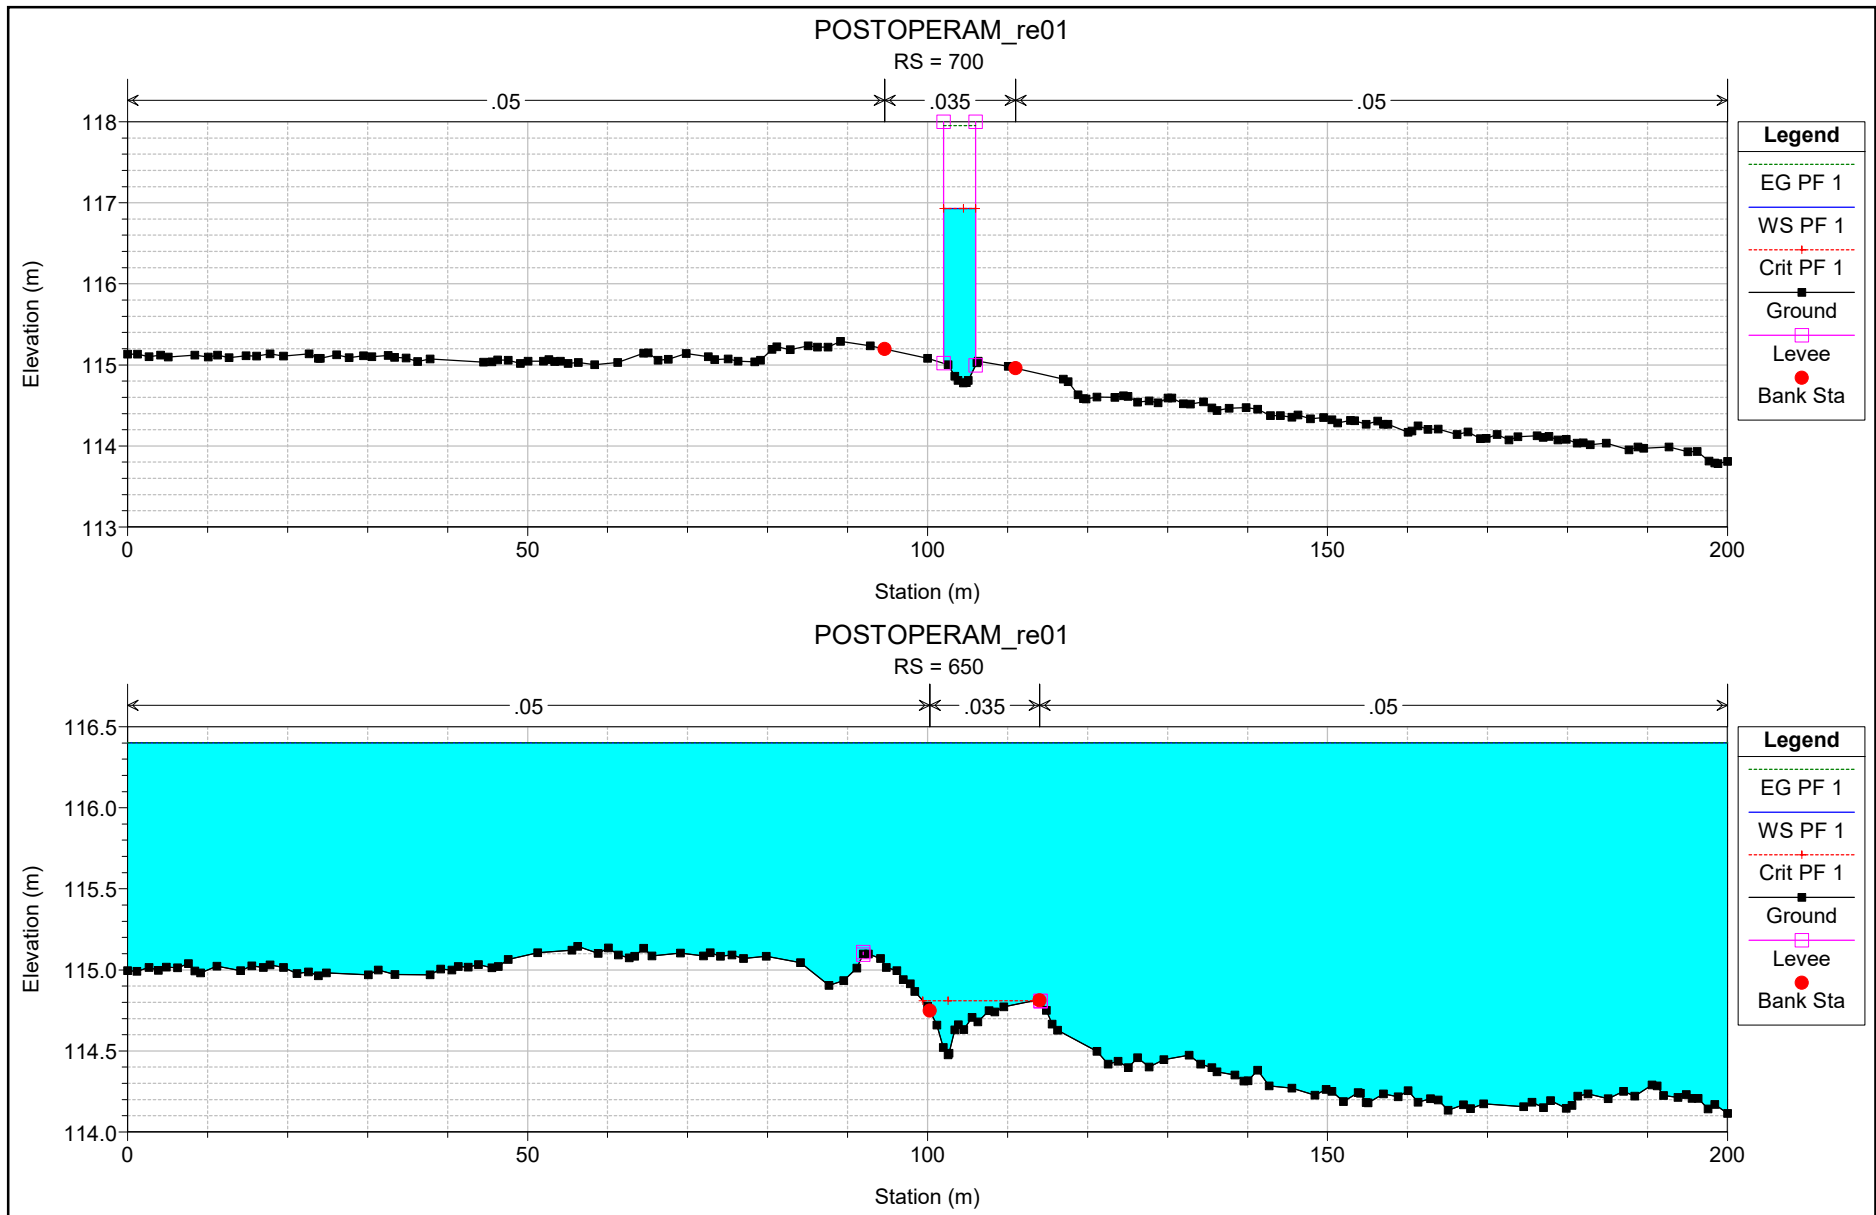 POSTOPERAM_re01
RS = 700
.05 .035 .05
118
117
116
115
114
113
Elevation (m)
0 50 100 150 200
Station (m)
Legend
EG PF 1
WS PF 1
Crit PF 1
Ground
Levee
Bank Sta
POSTOPERAM_re01
RS = 650
.05 .035 .05
116.5
116.0
115.5
115.0
114.5
114.0
Elevation (m)
0 50 100 150 200
Station (m)
Legend
EG PF 1
WS PF 1
Crit PF 1
Ground
Levee
Bank Sta